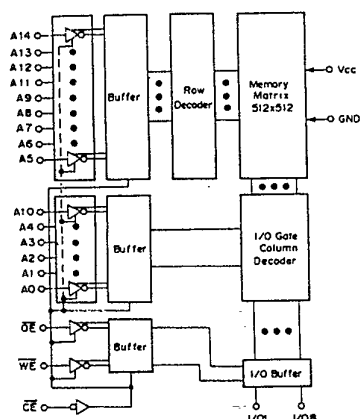 A14
A13
A12
A11
A9
A8
A7
A6
A5
Buffer
Row
Decoder
Memory
Matrix
512x512
Vcc
GND
A10
A4
A3
A2
A1
A0
Buffer
I/O Gate
Column
Decoder
OE
WE
CE
Buffer
I/O Buffer
I/O1
I/O8